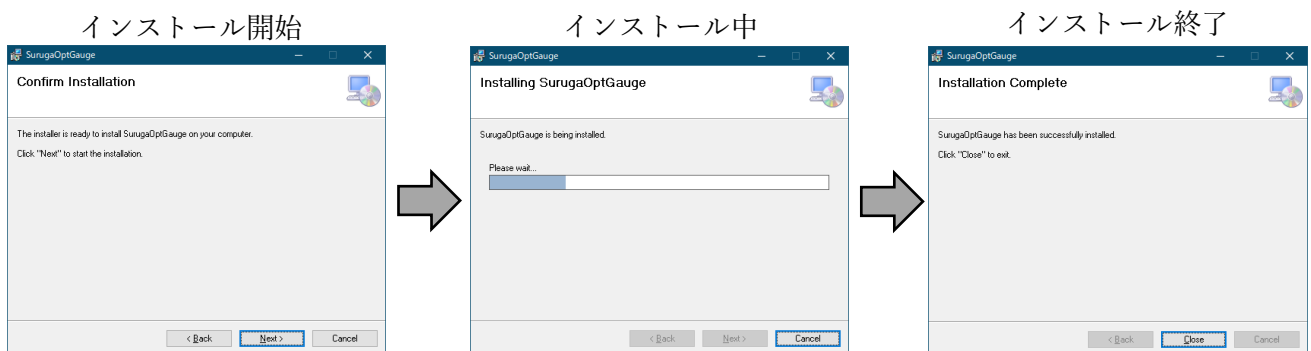 インストール開始
SurugaOptGauge
Confirm Installation
The installer is ready to install SurugaOptGauge on your computer.
Click "Next" to start the installation.
< Back
Next >
Cancel
インストール中
SurugaOptGauge
Installing SurugaOptGauge
SurugaOptGauge is being installed.
Please wait...
< Back
Next >
Cancel
インストール終了
SurugaOptGauge
Installation Complete
SurugaOptGauge has been successfully installed.
Click "Close" to exit.
< Back
Close
Cancel